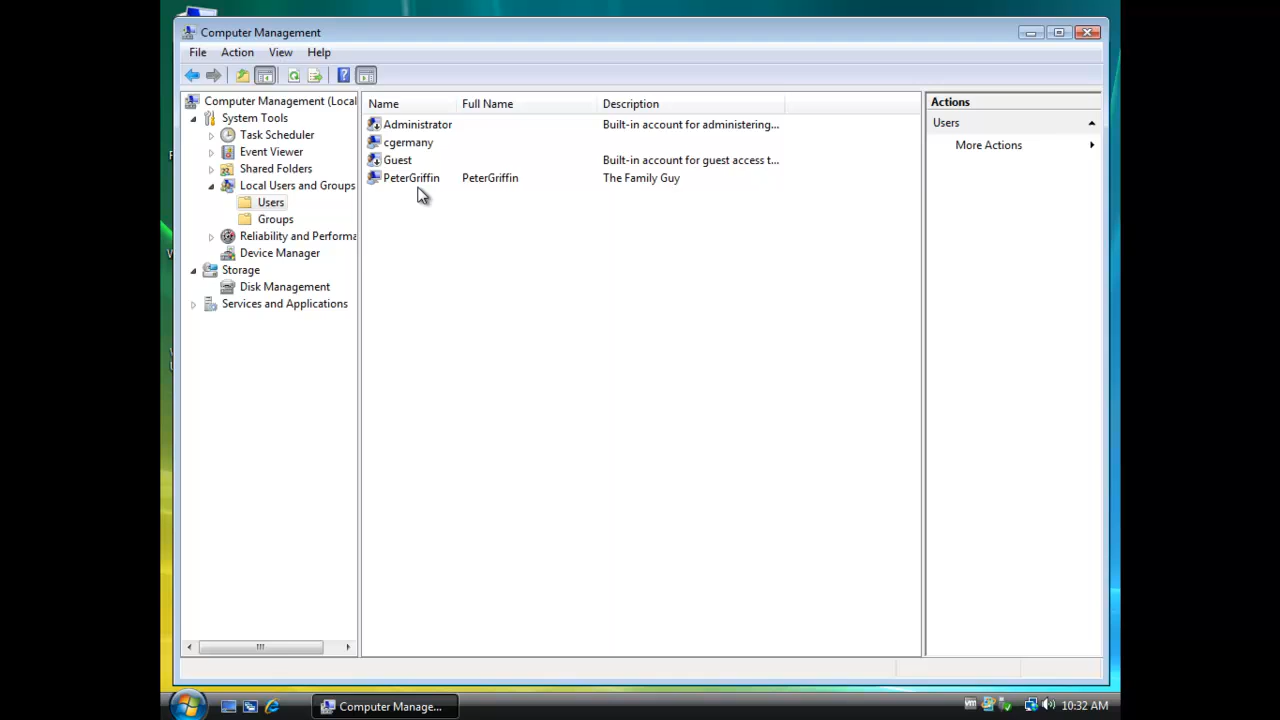 Computer Management
File Action View Help
Computer Management (Local
System Tools
Task Scheduler
Event Viewer
Shared Folders
Local Users and Groups
Users
Groups
Reliability and Performa
Device Manager
Storage
Disk Management
Services and Applications
Name Full Name Description
Administrator Built-in account for administering...
cgermany
Guest Built-in account for guest access t...
PeterGriffin PeterGriffin The Family Guy
Actions
Users
More Actions
Computer Manage...
10:32 AM